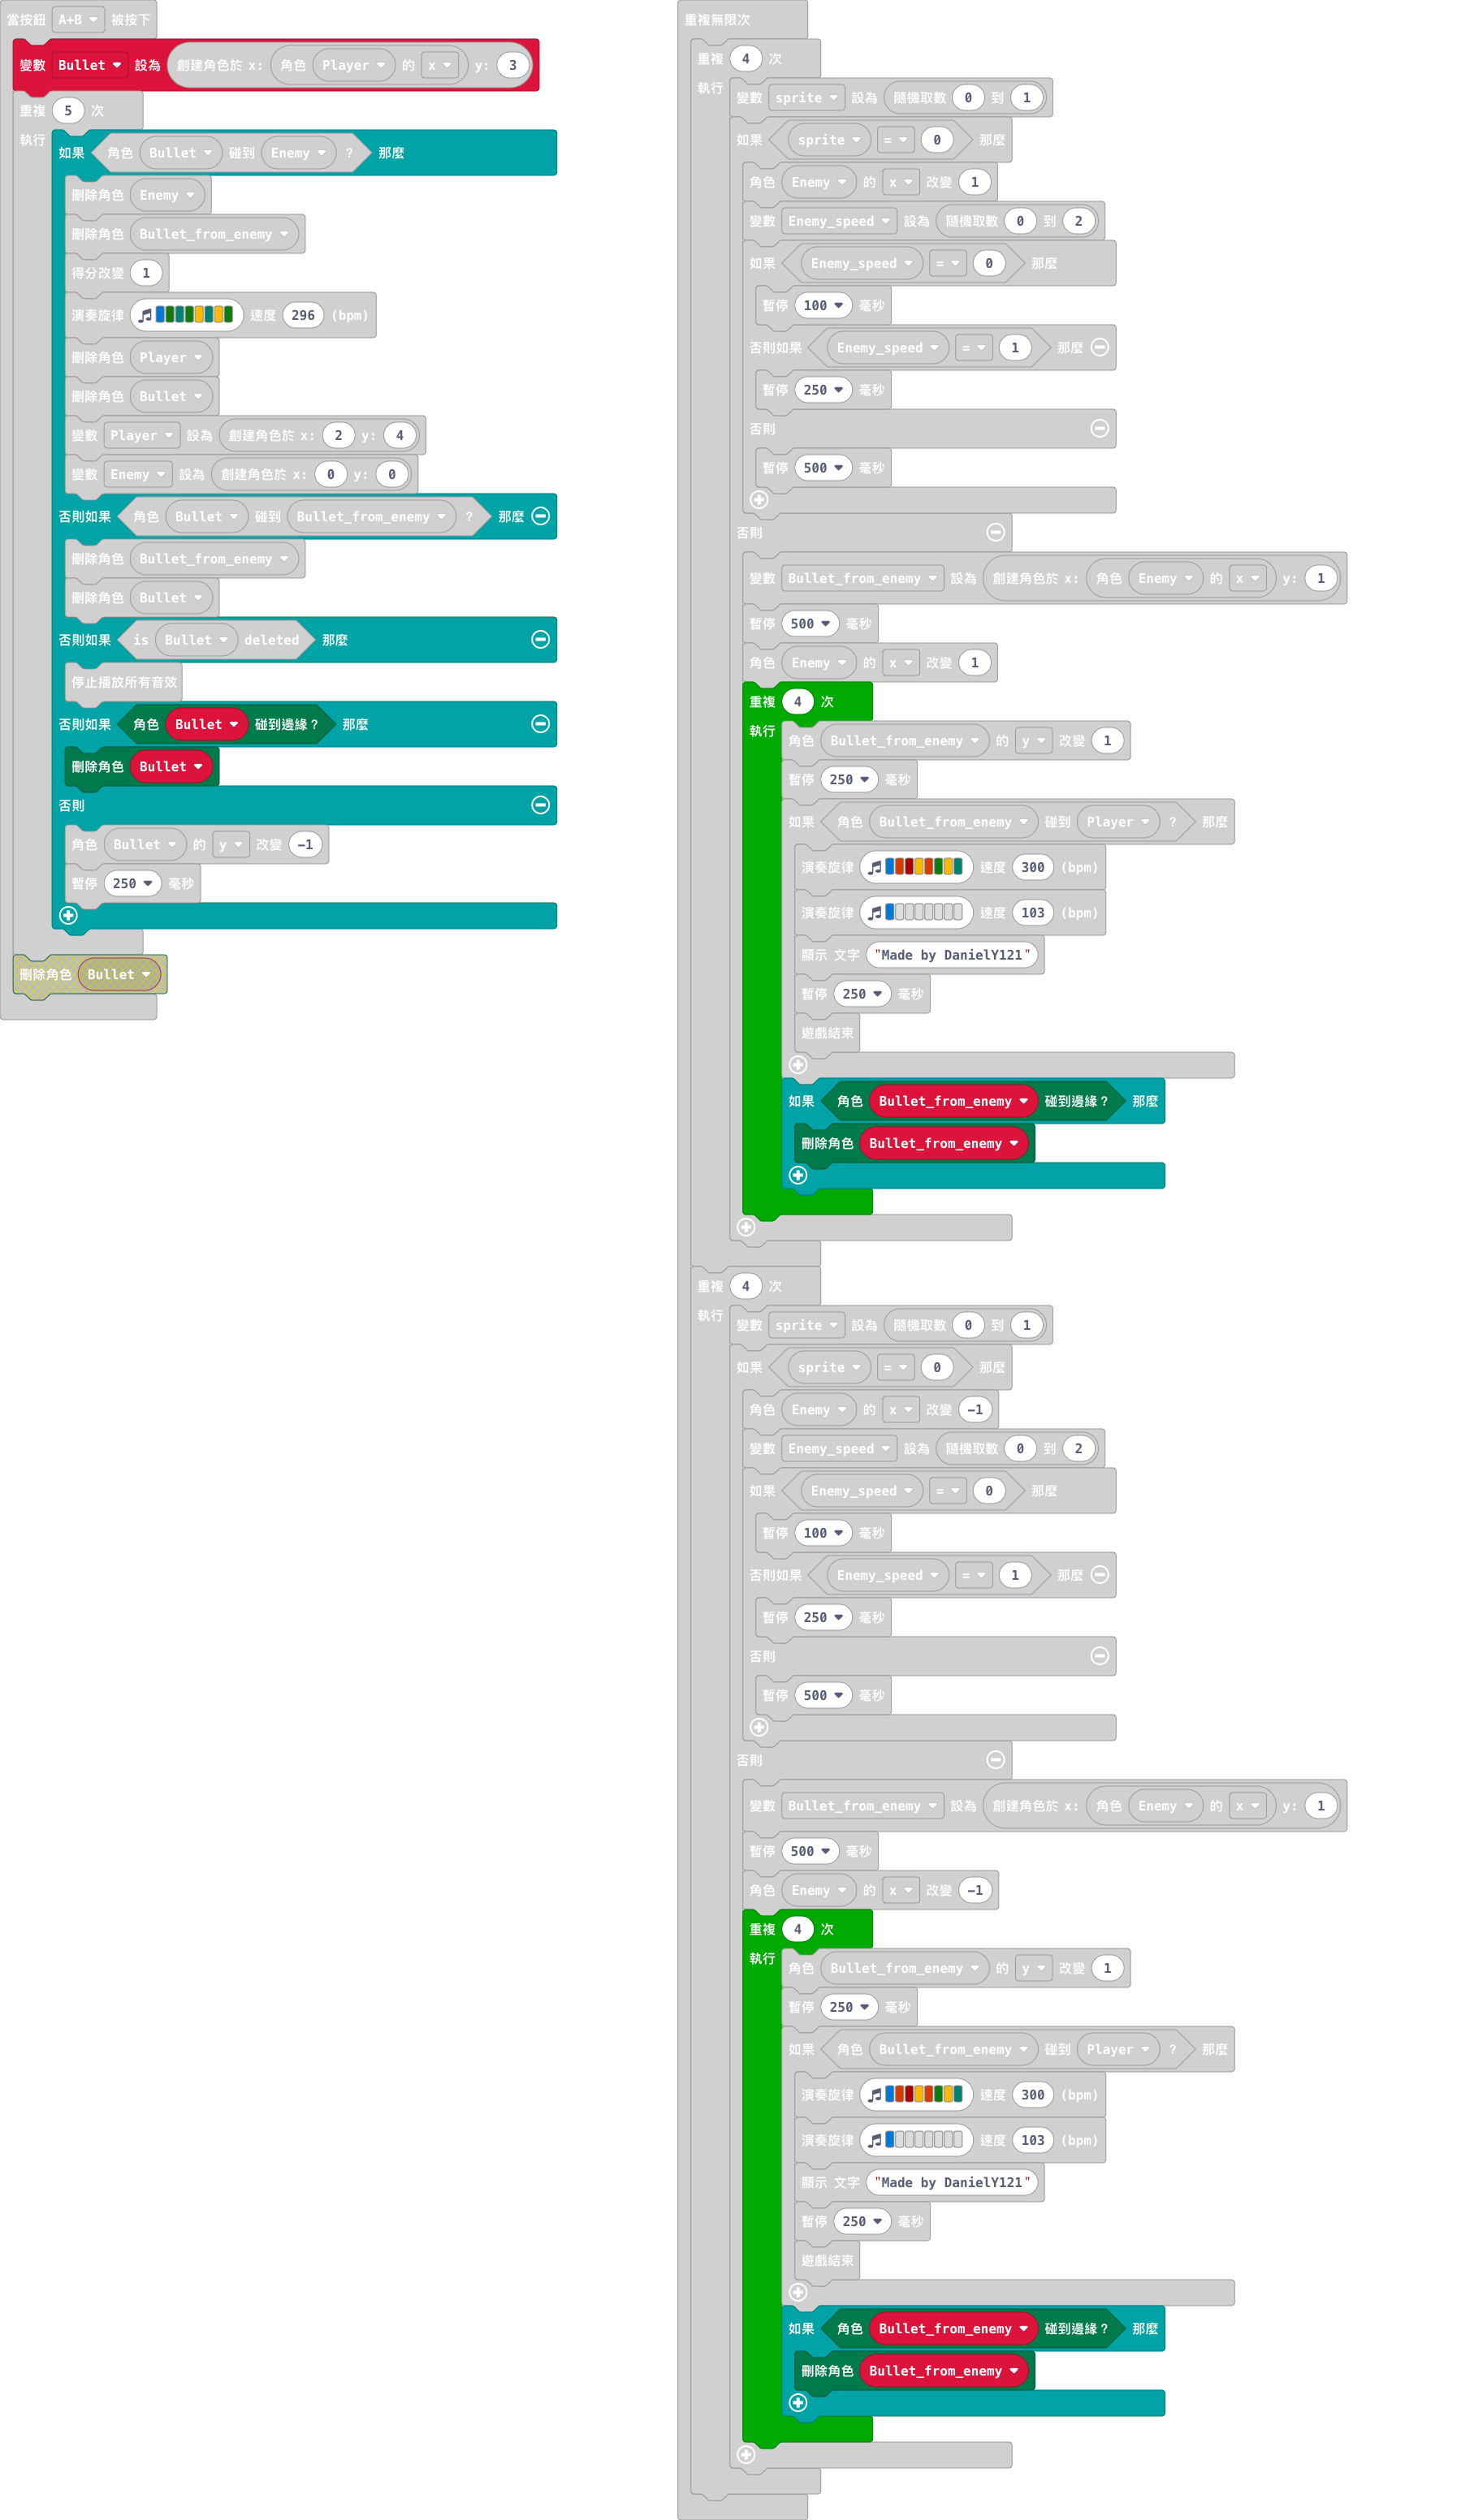 當按鈕 A+B 被按下
變數 Bullet 設為 創建角色於 x: 角色 Player 的 x y: 3
重複 5 次
執行
如果 角色 Bullet 碰到 Enemy ? 那麼
刪除角色 Enemy
刪除角色 Bullet_from_enemy
得分改變 1
演奏旋律 速度 296 (bpm)
刪除角色 Player
刪除角色 Bullet
變數 Player 設為 創建角色於 x: 2 y: 4
變數 Enemy 設為 創建角色於 x: 0 y: 0
否則如果 角色 Bullet 碰到 Bullet_from_enemy ? 那麼
刪除角色 Bullet_from_enemy
刪除角色 Bullet
否則如果 is Bullet deleted 那麼
停止播放所有音效
否則如果 角色 Bullet 碰到邊緣? 那麼
刪除角色 Bullet
否則
角色 Bullet 的 y 改變 -1
暫停 250 毫秒
刪除角色 Bullet
重複無限次
重複 4 次
執行
變數 sprite 設為 隨機取數 0 到 1
如果 sprite = 0 那麼
角色 Enemy 的 x 改變 1
變數 Enemy_speed 設為 隨機取數 0 到 2
如果 Enemy_speed = 0 那麼
暫停 100 毫秒
否則如果 Enemy_speed = 1 那麼
暫停 250 毫秒
否則
暫停 500 毫秒
否則
變數 Bullet_from_enemy 設為 創建角色於 x: 角色 Enemy 的 x y: 1
暫停 500 毫秒
角色 Enemy 的 x 改變 1
重複 4 次
執行
角色 Bullet_from_enemy 的 y 改變 1
暫停 250 毫秒
如果 角色 Bullet_from_enemy 碰到 Player ? 那麼
演奏旋律 速度 300 (bpm)
演奏旋律 速度 103 (bpm)
顯示 文字 "Made by DanielY121"
暫停 250 毫秒
遊戲結束
如果 角色 Bullet_from_enemy 碰到邊緣? 那麼
刪除角色 Bullet_from_enemy
重複 4 次
執行
變數 sprite 設為 隨機取數 0 到 1
如果 sprite = 0 那麼
角色 Enemy 的 x 改變 -1
變數 Enemy_speed 設為 隨機取數 0 到 2
如果 Enemy_speed = 0 那麼
暫停 100 毫秒
否則如果 Enemy_speed = 1 那麼
暫停 250 毫秒
否則
暫停 500 毫秒
否則
變數 Bullet_from_enemy 設為 創建角色於 x: 角色 Enemy 的 x y: 1
暫停 500 毫秒
角色 Enemy 的 x 改變 -1
重複 4 次
執行
角色 Bullet_from_enemy 的 y 改變 1
暫停 250 毫秒
如果 角色 Bullet_from_enemy 碰到 Player ? 那麼
演奏旋律 速度 300 (bpm)
演奏旋律 速度 103 (bpm)
顯示 文字 "Made by DanielY121"
暫停 250 毫秒
遊戲結束
如果 角色 Bullet_from_enemy 碰到邊緣? 那麼
刪除角色 Bullet_from_enemy